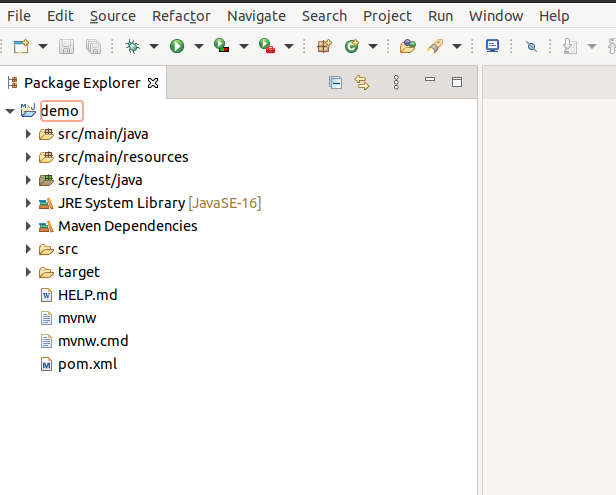 File Edit Source Refactor Navigate Search Project Run Window Help
Package Explorer
demo
src/main/java
src/main/resources
src/test/java
JRE System Library [JavaSE-16]
Maven Dependencies
src
target
HELP.md
mvnw
mvnw.cmd
pom.xml